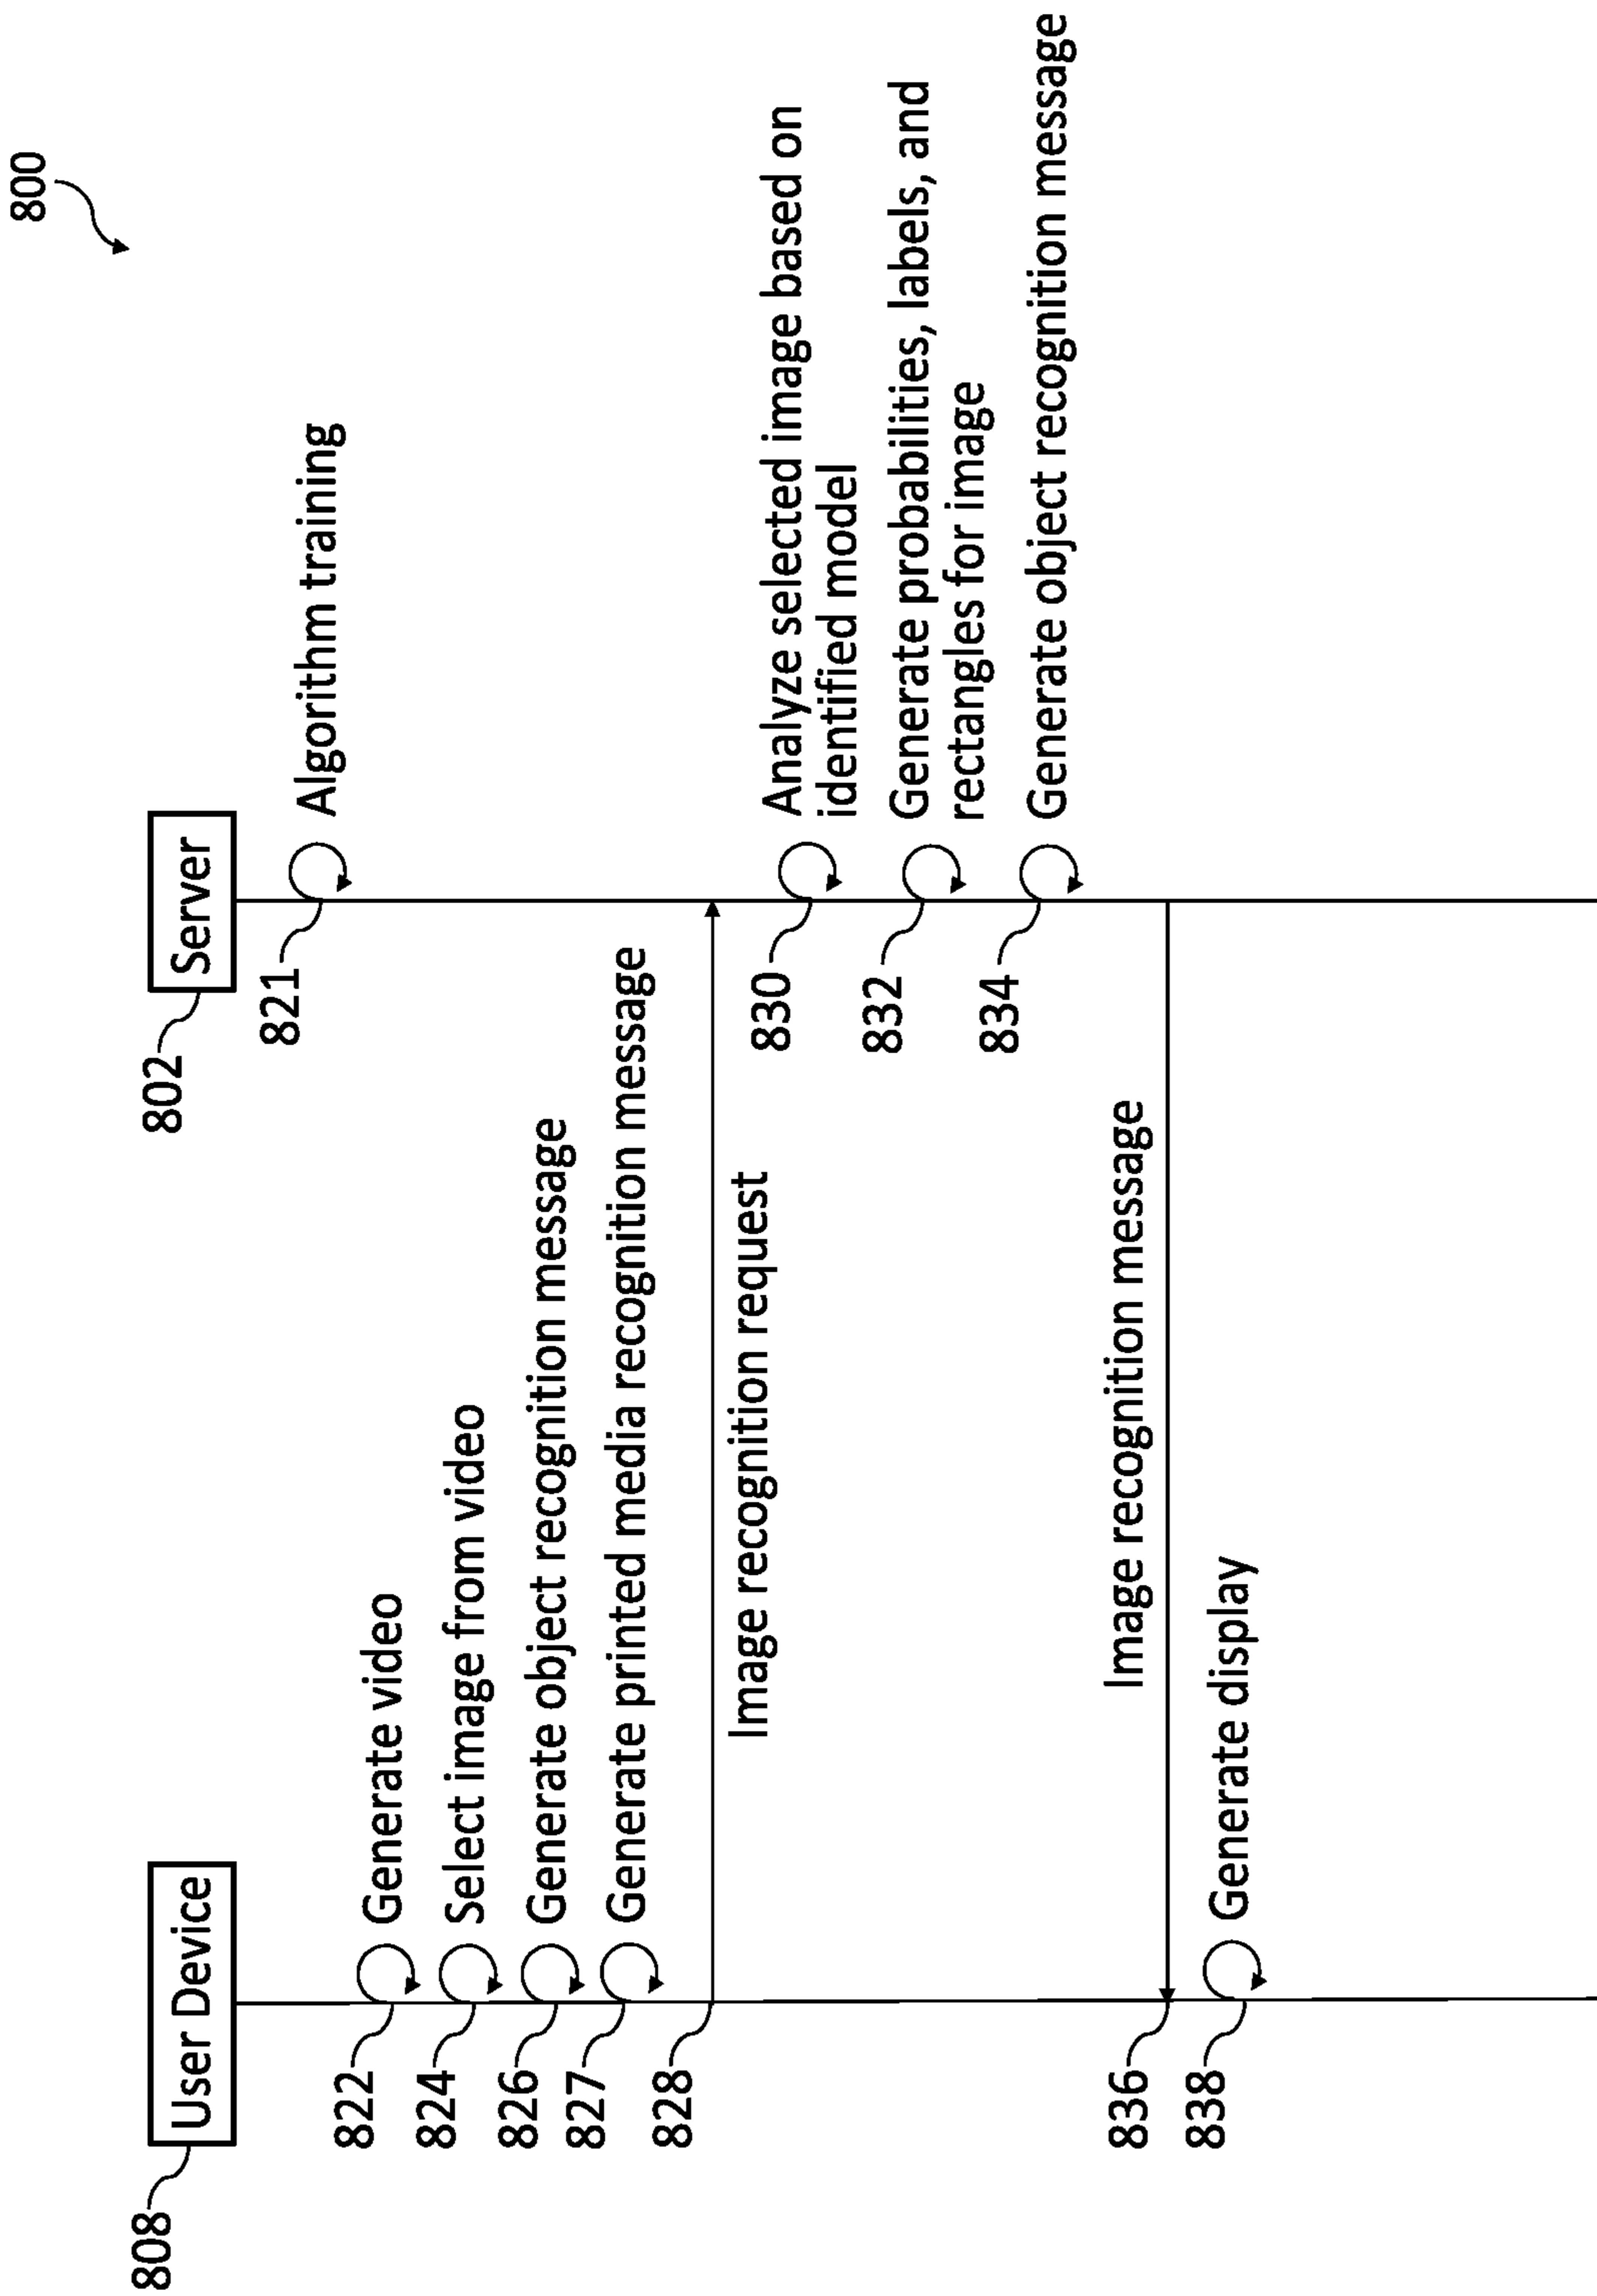 800
808
User Device
802
Server
821
Algorithm training
822
Generate video
824
Select image from video
826
Generate object recognition message
827
Generate printed media recognition message
828
Image recognition request
830
Analyze selected image based on
identified model
832
Generate probabilities, labels, and
rectangles for image
834
Generate object recognition message
836
Image recognition message
838
Generate display